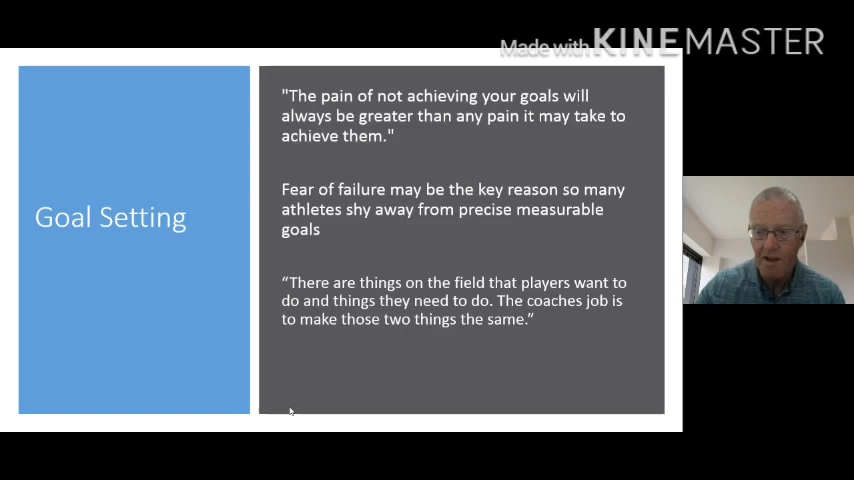 Made with KINEMASTER
"The pain of not achieving your goals will
always be greater than any pain it may take to
achieve them."
Fear of failure may be the key reason so many
athletes shy away from precise measurable
goals
Goal Setting
“There are things on the field that players want to
do and things they need to do. The coaches job is
to make those two things the same.”